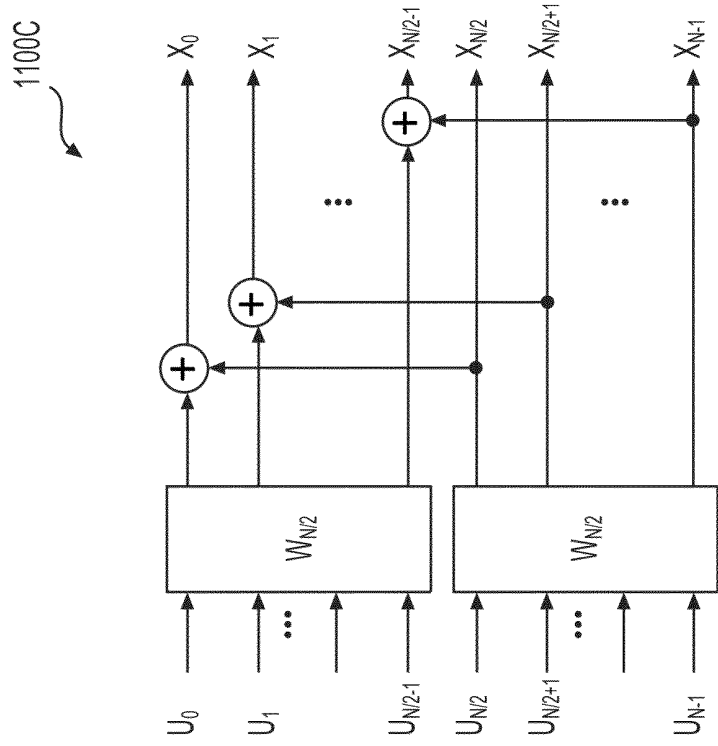 1100C
X0
X1
XN/2-1
XN/2
XN/2+1
XN-1
+
+
+
...
...
WN/2
WN/2
...
...
U0
U1
UN/2-1
UN/2
UN/2+1
UN-1